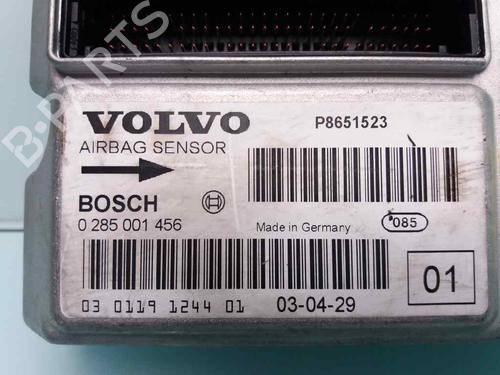 VOLVO
P8651523
AIRBAG SENSOR
BOSCH
0 285 001 456
Made in Germany
085
01
03 0119 1244 01
03-04-29
B-PARTS